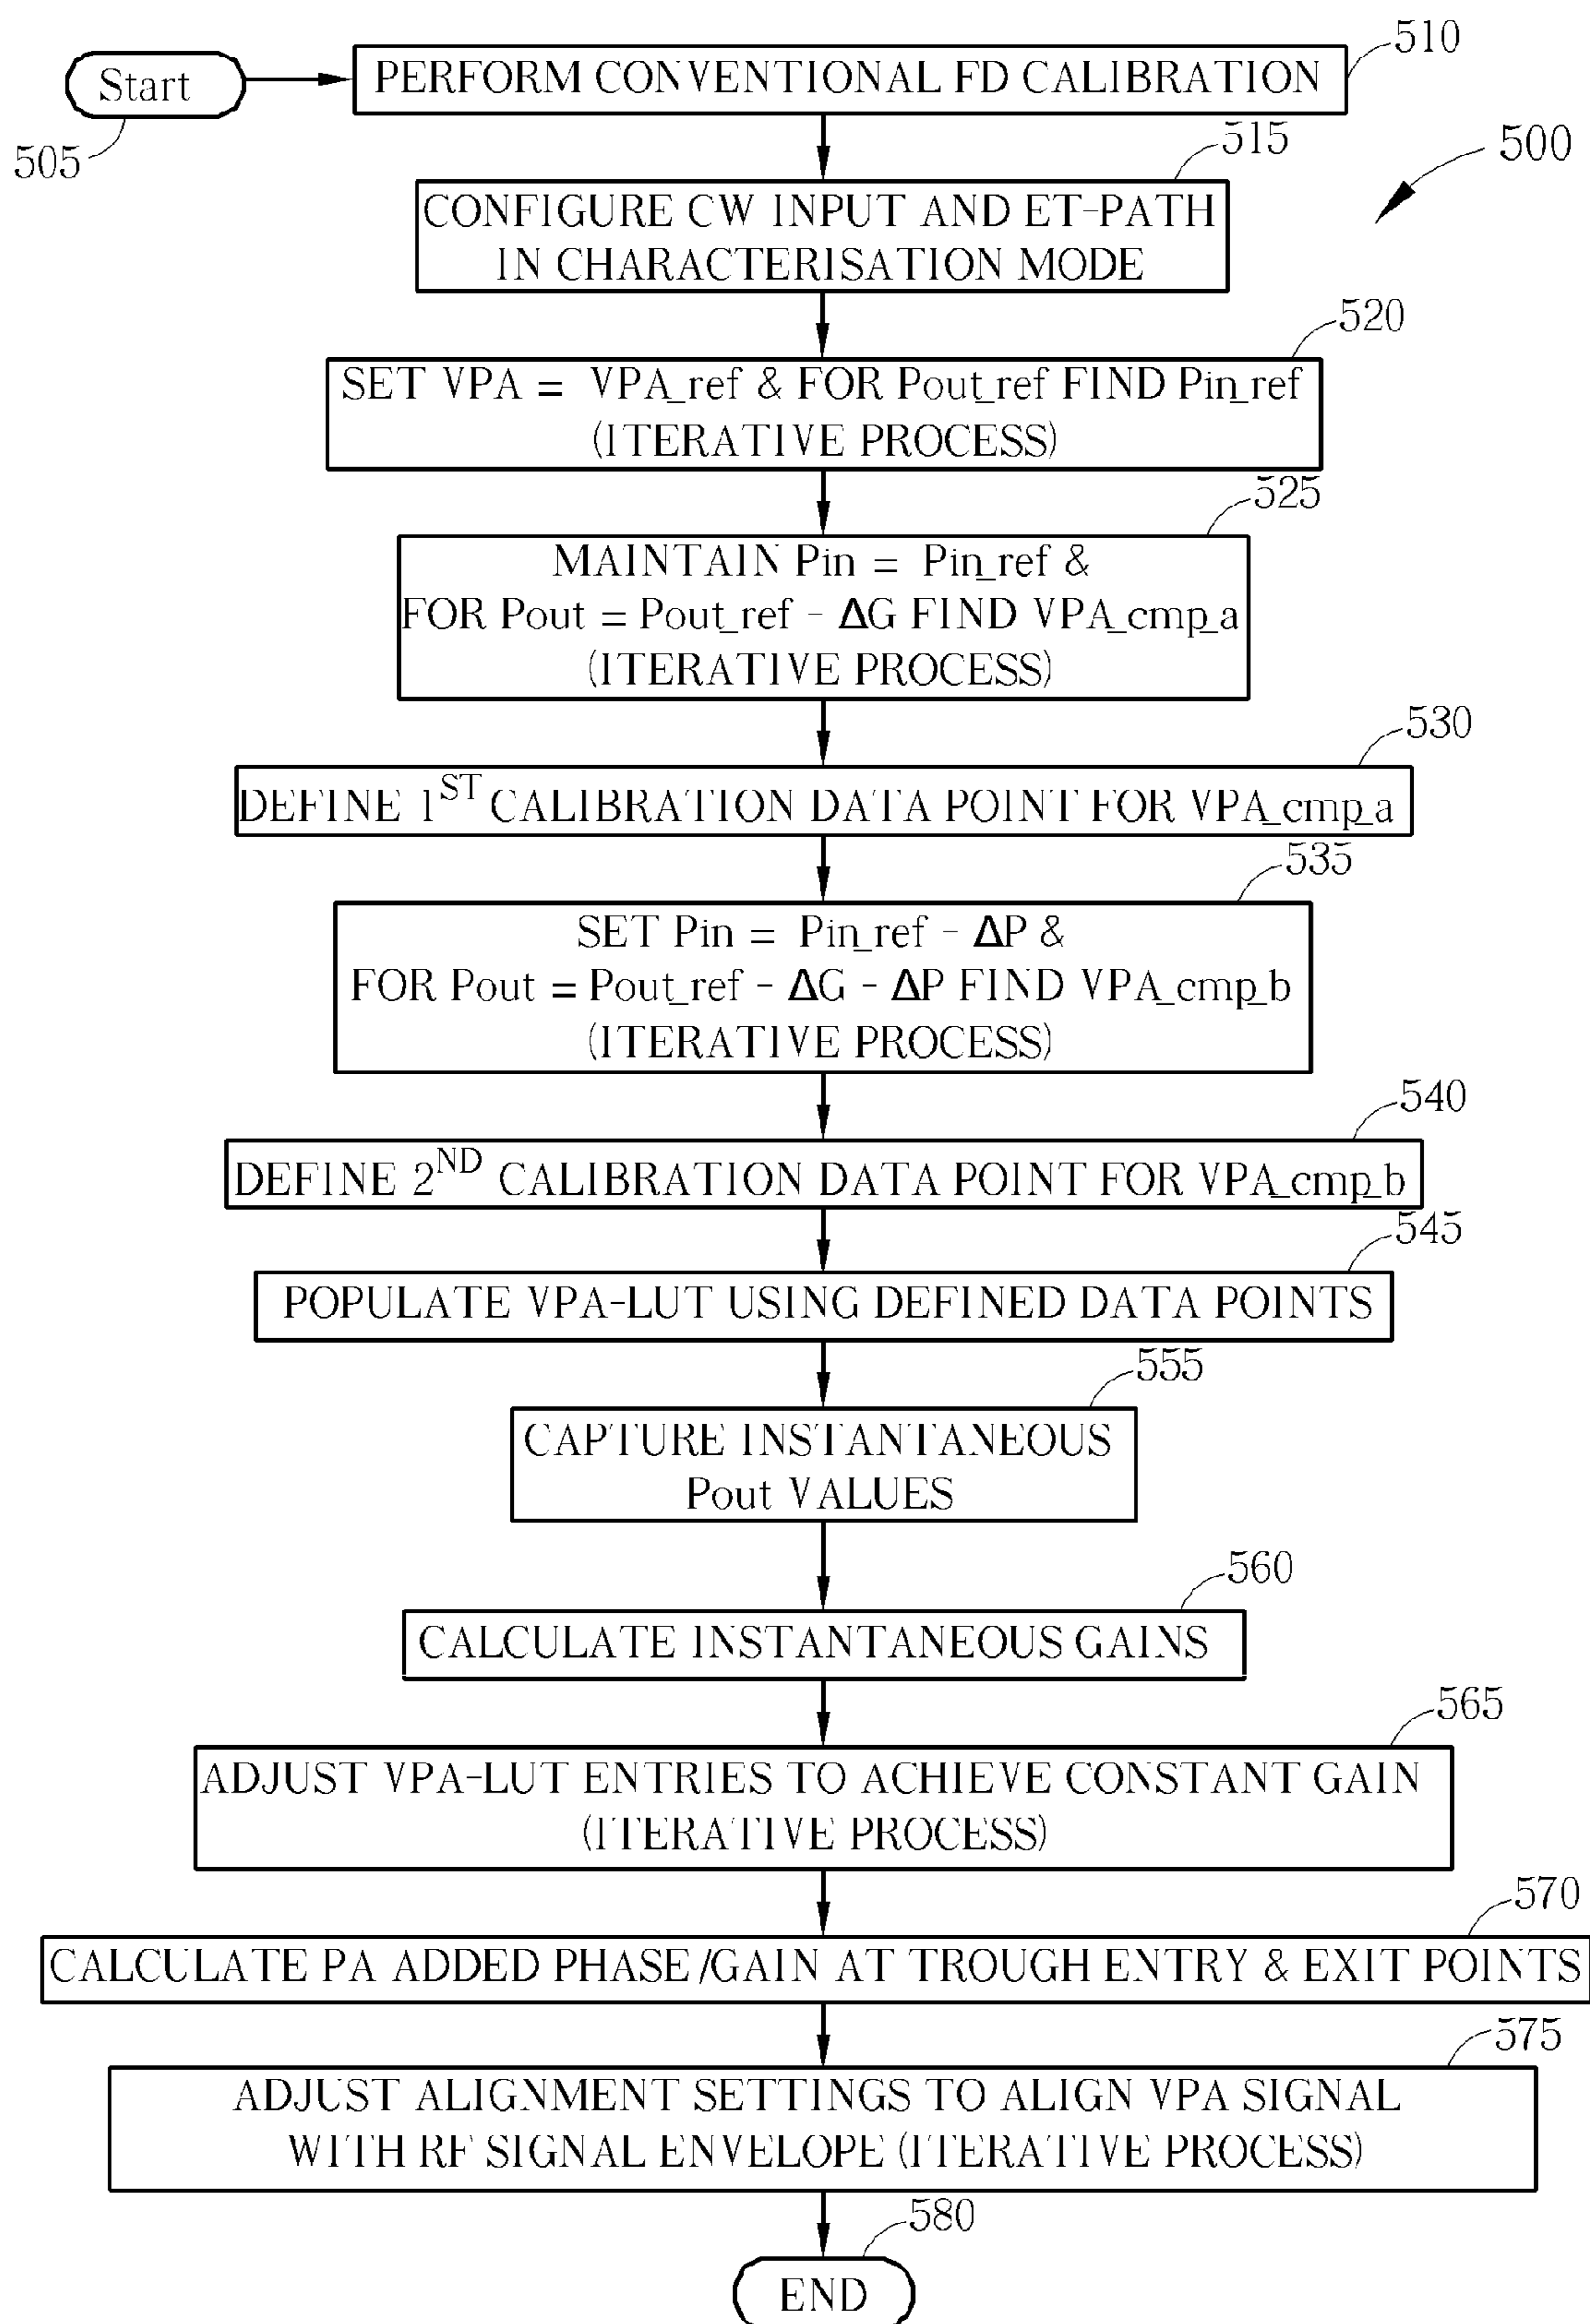 510
Start
PERFORM CONVENTIONAL FD CALIBRATION
505
515
500
CONFIGURE CW INPUT AND ET-PATH
IN CHARACTERISATION MODE
520
SET VPA = VPA_ref & FOR Pout_ref FIND Pin_ref
(ITERATIVE PROCESS)
525
MAINTAIN Pin = Pin_ref &
FOR Pout = Pout_ref - ΔG FIND VPA_cmp_a
(ITERATIVE PROCESS)
530
DEFINE 1ST CALIBRATION DATA POINT FOR VPA_cmp_a
535
SET Pin = Pin_ref - ΔP &
FOR Pout = Pout_ref - ΔG - ΔP FIND VPA_cmp_b
(ITERATIVE PROCESS)
540
DEFINE 2ND CALIBRATION DATA POINT FOR VPA_cmp_b
545
POPULATE VPA-LUT USING DEFINED DATA POINTS
555
CAPTURE INSTANTANEOUS
Pout VALUES
560
CALCULATE INSTANTANEOUS GAINS
565
ADJUST VPA-LUT ENTRIES TO ACHIEVE CONSTANT GAIN
(ITERATIVE PROCESS)
570
CALCULATE PA ADDED PHASE/GAIN AT TROUGH ENTRY & EXIT POINTS
575
ADJUST ALIGNMENT SETTINGS TO ALIGN VPA SIGNAL
WITH RF SIGNAL ENVELOPE (ITERATIVE PROCESS)
580
END